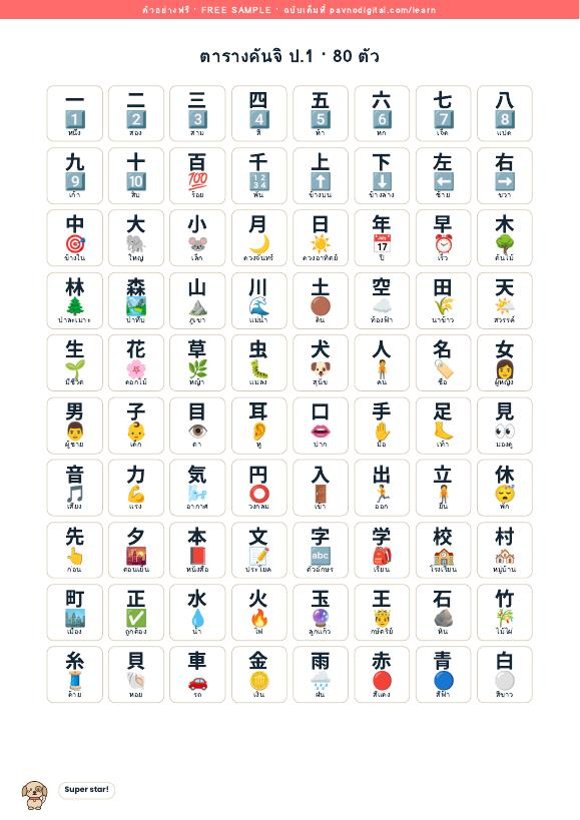 ตัวอย่างฟรี · FREE SAMPLE · ฉบับเต็มที่ pavnodigital.com/learn
ตารางคันจิ ป.1 · 80 ตัว
一 二 三 四 五 六 七 八
1 2 3 4 5 6 7 8
หนึ่ง สอง สาม สี่ ห้า หก เจ็ด แปด
九 十 百 千 上 下 左 右
9 10 100 1234
เก้า สิบ ร้อย พัน ข้างบน ข้างล่าง ซ้าย ขวา
中 大 小 月 日 年 早 木
17
ข้างใน ใหญ่ เล็ก ดวงจันทร์ ดวงอาทิตย์ ปี เร็ว ต้นไม้
林 森 山 川 土 空 田 天
ป่าละเมาะ ป่าทึบ ภูเขา แม่น้ำ ดิน ท้องฟ้า นาข้าว สวรรค์
生 花 草 虫 犬 人 名 女
มีชีวิต ดอกไม้ หญ้า แมลง สุนัข คน ชื่อ ผู้หญิง
男 子 目 耳 口 手 足 見
ผู้ชาย เด็ก ตา หู ปาก มือ เท้า มองดู
音 力 気 円 入 出 立 休
เสียง แรง อากาศ วงกลม เข้า ออก ยืน พัก
先 夕 本 文 字 学 校 村
abc
ก่อน ตอนเย็น หนังสือ ประโยค ตัวอักษร เรียน โรงเรียน หมู่บ้าน
町 正 水 火 玉 王 石 竹
เมือง ถูกต้อง น้ำ ไฟ ลูกแก้ว กษัตริย์ หิน ไม้ไผ่
糸 貝 車 金 雨 赤 青 白
ด้าย หอย รถ เงิน ฝน สีแดง สีฟ้า สีขาว
Super star!